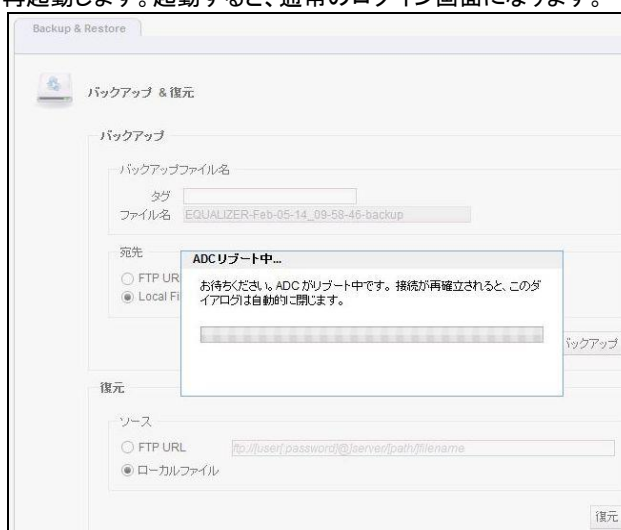 再起動します。起動すると、通常のログイン画面になります。
Backup & Restore
バックアップ & 復元
バックアップ
バックアップファイル名
タグ
ファイル名 EQUALIZER-Feb-05-14_09-58-46-backup
宛先
FTP UR
Local Fi
ADCリブート中...
お待ちください。ADCがリブート中です。接続が再確立されると、このダ
イアログは自動的に閉じます。
バックアップ
復元
ソース
FTP URL ftp://[user[:password]@]server/[path/]filename
ローカルファイル
復元